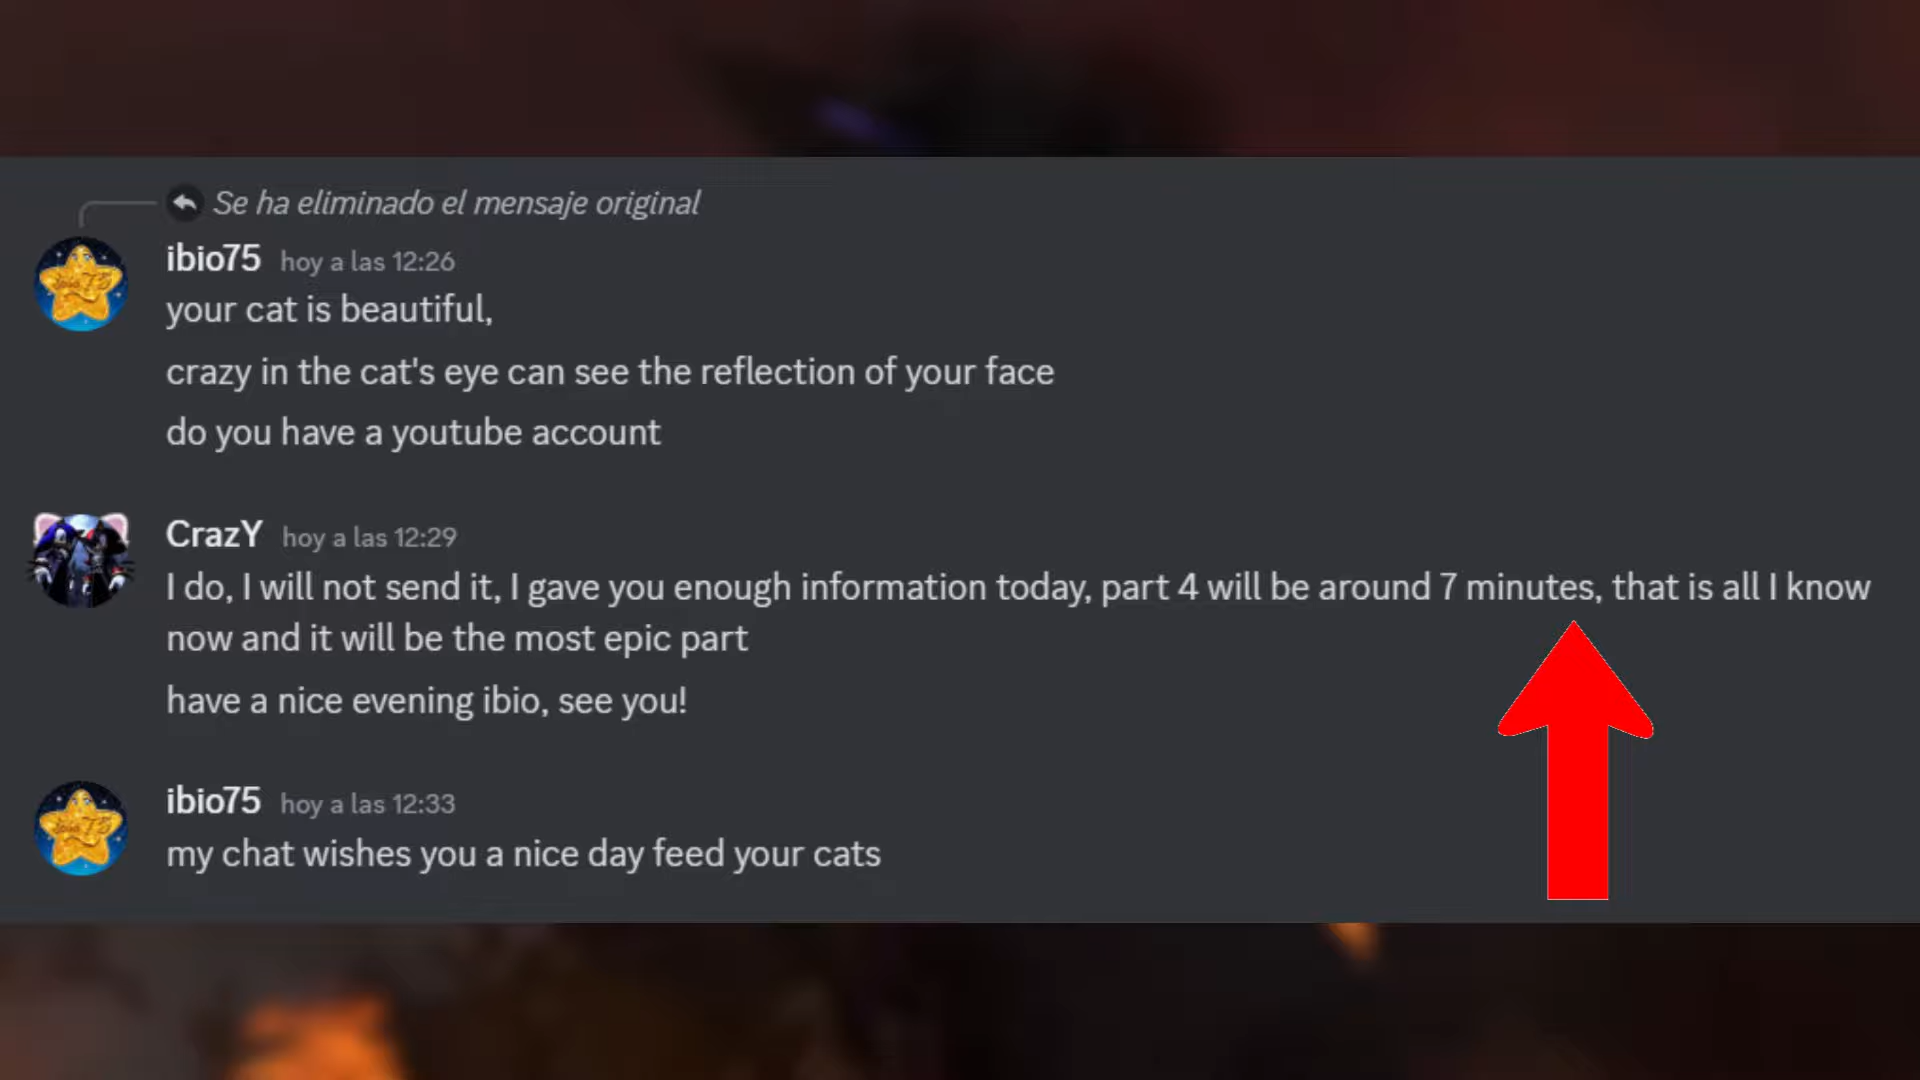 Se ha eliminado el mensaje original
ibio75 hoy a las 12:26
your cat is beautiful,
crazy in the cat's eye can see the reflection of your face
do you have a youtube account
CrazY hoy a las 12:29
I do, I will not send it, I gave you enough information today, part 4 will be around 7 minutes, that is all I know
now and it will be the most epic part
have a nice evening ibio, see you!
ibio75 hoy a las 12:33
my chat wishes you a nice day feed your cats